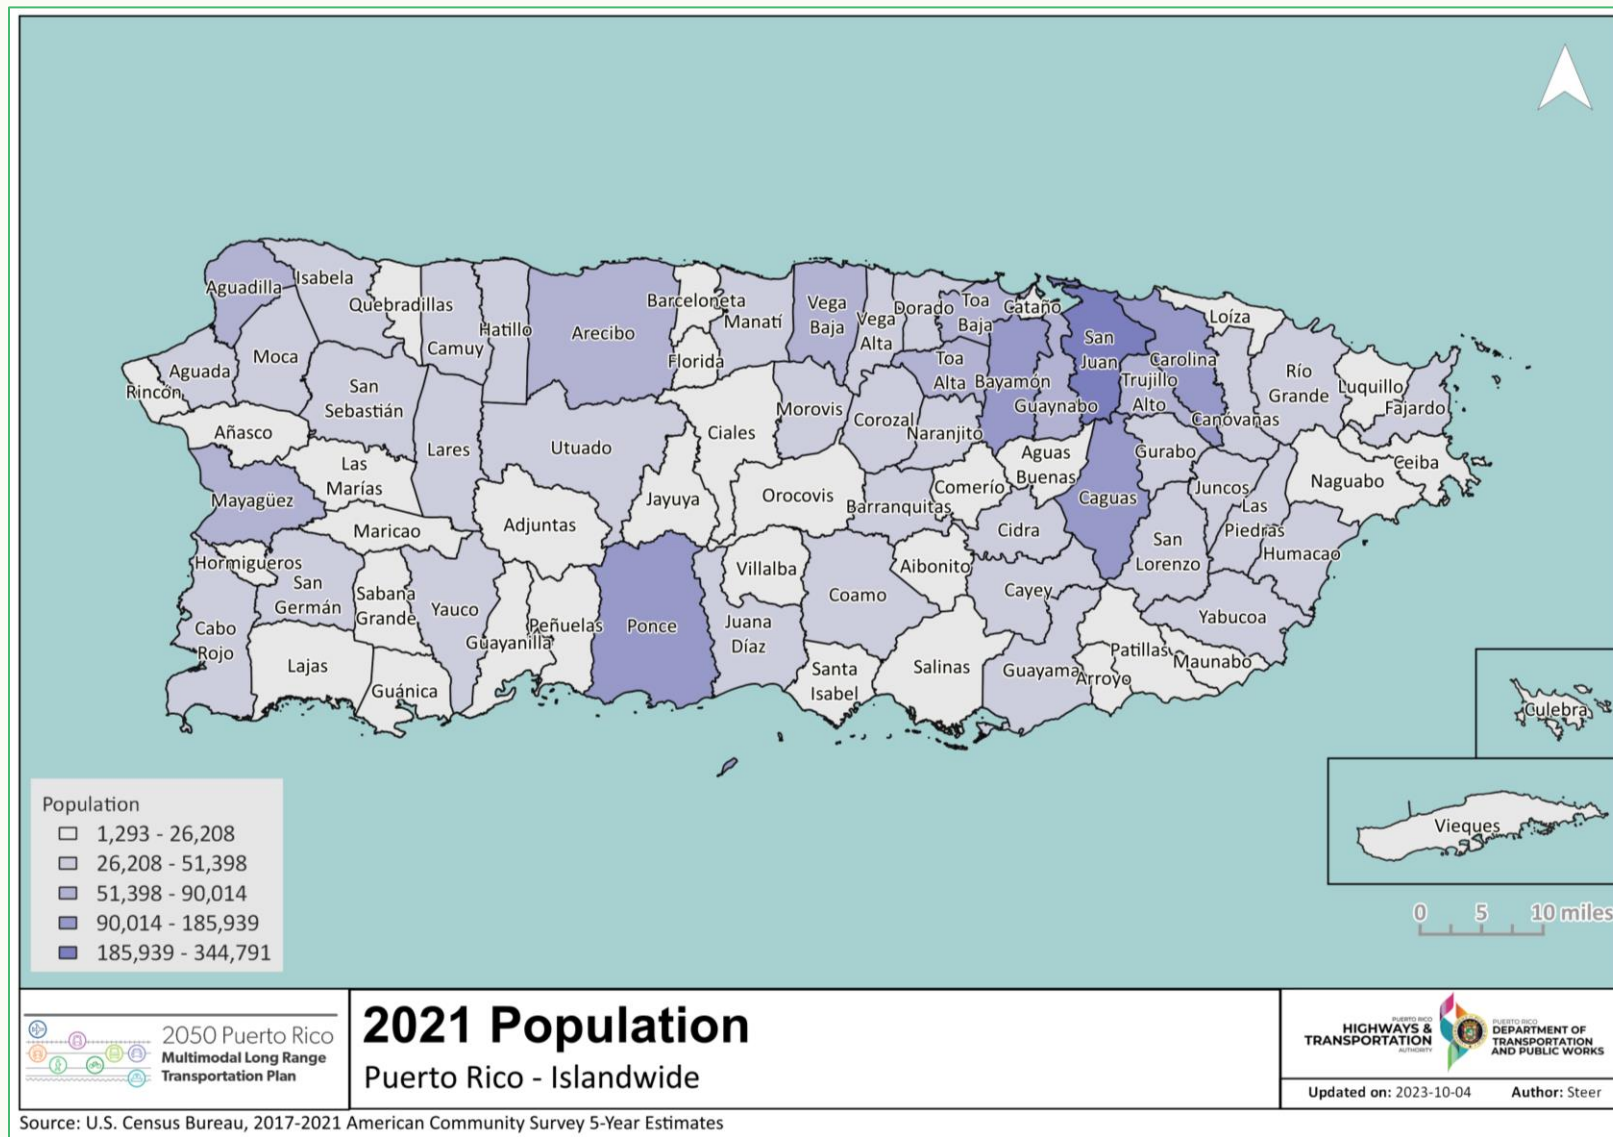 Isabela
Aguadilla
Quebradillas
Camuy
Hatillo
Arecibo
Barceloneta
Manatí
Florida
Vega
Baja
Vega
Alta
Dorado
Toa
Baja
Cataño
San
Juan
Loíza
Carolina
Moca
Aguada
Rincón
San
Sebastián
Toa
Alta
Bayamón
Guaynabo
Trujillo
Alto
Canóvanas
Río
Grande
Luquillo
Fajardo
Añasco
Lares
Utuado
Ciales
Morovis
Corozal
Naranjito
Aguas
Buenas
Gurabo
Ceiba
Naguabo
Las
Marías
Mayagüez
Maricao
Adjuntas
Jayuya
Orocovis
Barranquitas
Comerío
Cidra
Caguas
Juncos
Las
Piedras
Humacao
San
Lorenzo
Hormigueros
San
Germán
Sabana
Grande
Yauco
Guayanilla
Peñuelas
Ponce
Villalba
Juana
Díaz
Coamo
Aibonito
Cayey
Yabucoa
Cabo
Rojo
Lajas
Guánica
Santa
Isabel
Salinas
Guayama
Arroyo
Patillas
Maunabo
Culebra
Vieques
Population
1,293 - 26,208
26,208 - 51,398
51,398 - 90,014
90,014 - 185,939
185,939 - 344,791
0 5 10 miles
2050 Puerto Rico
Multimodal Long Range
Transportation Plan
2021 Population
Puerto Rico - Islandwide
PUERTO RICO
HIGHWAYS &
TRANSPORTATION
AUTHORITY
PUERTO RICO
DEPARTMENT OF
TRANSPORTATION
AND PUBLIC WORKS
Updated on: 2023-10-04 Author: Steer
Source: U.S. Census Bureau, 2017-2021 American Community Survey 5-Year Estimates